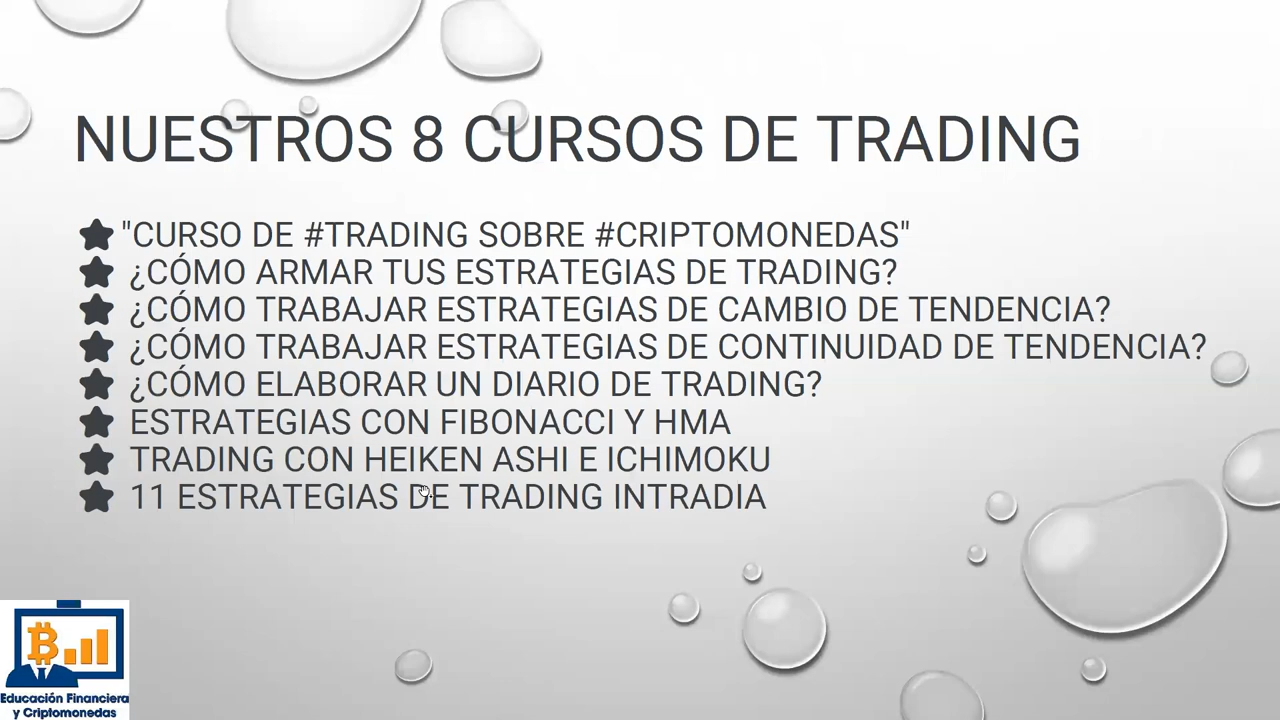 NUESTROS 8 CURSOS DE TRADING
"CURSO DE #TRADING SOBRE #CRIPTOMONEDAS"
¿CÓMO ARMAR TUS ESTRATEGIAS DE TRADING?
¿CÓMO TRABAJAR ESTRATEGIAS DE CAMBIO DE TENDENCIA?
¿CÓMO TRABAJAR ESTRATEGIAS DE CONTINUIDAD DE TENDENCIA?
¿CÓMO ELABORAR UN DIARIO DE TRADING?
ESTRATEGIAS CON FIBONACCI Y HMA
TRADING CON HEIKEN ASHI E ICHIMOKU
11 ESTRATEGIAS DE TRADING INTRADIA
Educación Financiera
y Criptomonedas